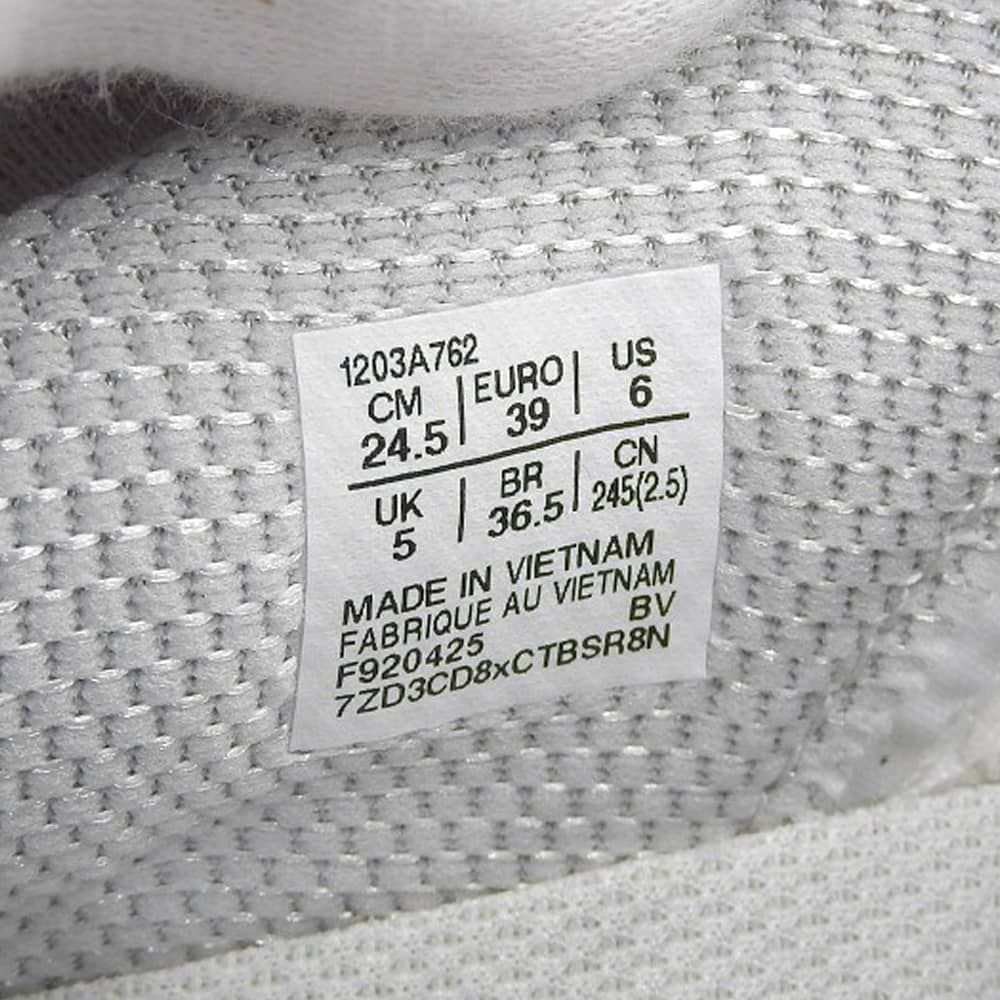 1203A762
CM | EURO | US
24.5 | 39 | 6
UK | BR | CN
5 | 36.5 | 245(2.5)
MADE IN VIETNAM
FABRIQUE AU VIETNAM
F920425 BV
7ZD3CD8xCTBSR8N